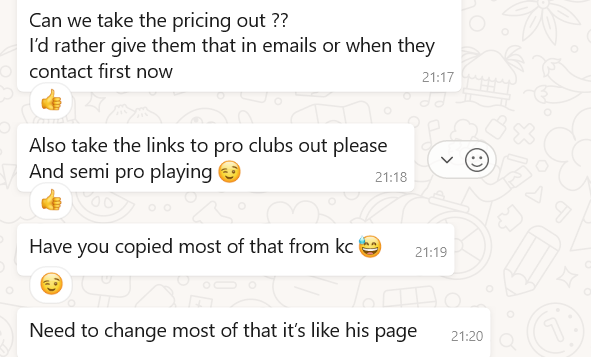 Can we take the pricing out ??
I'd rather give them that in emails or when they
contact first now
21:17
Also take the links to pro clubs out please
And semi pro playing 😉
21:18
Have you copied most of that from kc 😅
21:19
Need to change most of that it's like his page
21:20